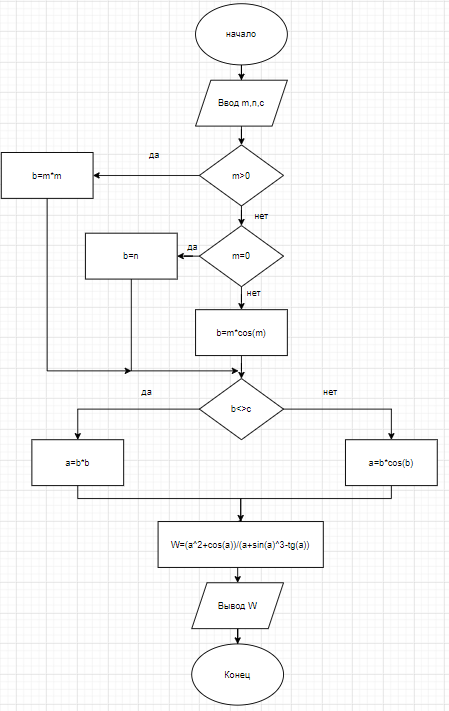 начало
Ввод m,n,c
да
m>0
b=m*m
нет
да
m=0
b=n
нет
b=m*cos(m)
да
нет
b<>c
a=b*b
a=b*cos(b)
W=(a^2+cos(a))/(a+sin(a)^3-tg(a))
Вывод W
Конец